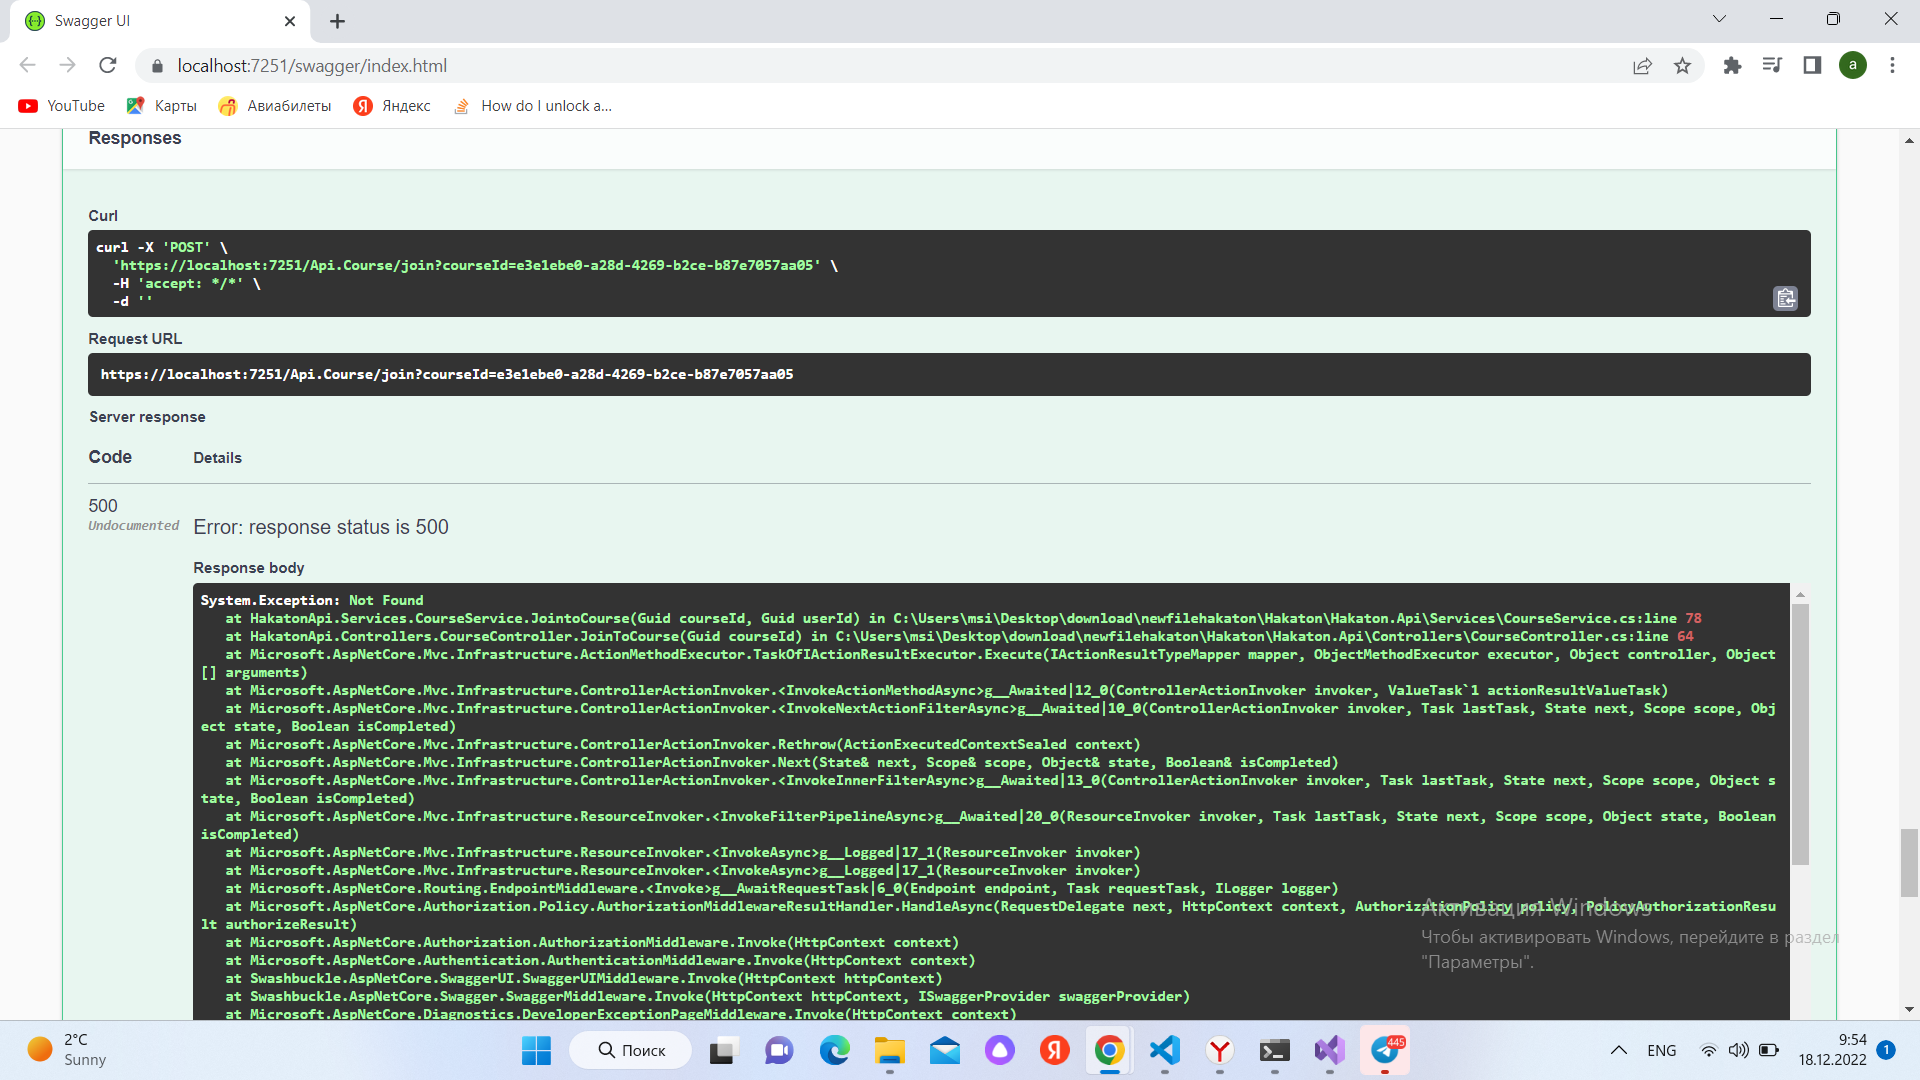 Swagger UI
localhost:7251/swagger/index.html
a
YouTube
Карты
Авиабилеты
Яндекс
How do I unlock a...
Responses
Curl
curl -X 'POST' \
'https://localhost:7251/Api.Course/join?courseId=e3e1ebe0-a28d-4269-b2ce-b87e7057aa05' \
-H 'accept: */*' \
-d ''
Request URL
https://localhost:7251/Api.Course/join?courseId=e3e1ebe0-a28d-4269-b2ce-b87e7057aa05
Server response
Code Details
500
Undocumented
Error: response status is 500
Response body
System.Exception: Not Found
at HakatonApi.Services.CourseService.JointoCourse(Guid courseId, Guid userId) in C:\Users\msi\Desktop\download\newfilehakaton\Hakaton\Hakaton.Api\Services\CourseService.cs:line 78
at HakatonApi.Controllers.CourseController.JoinToCourse(Guid courseId) in C:\Users\msi\Desktop\download\newfilehakaton\Hakaton\Hakaton.Api\Controllers\CourseController.cs:line 64
at Microsoft.AspNetCore.Mvc.Infrastructure.ActionMethodExecutor.TaskOfIActionResultExecutor.Execute(IActionResultTypeMapper mapper, ObjectMethodExecutor executor, Object controller, Object
[] arguments)
at Microsoft.AspNetCore.Mvc.Infrastructure.ControllerActionInvoker.<InvokeActionMethodAsync>g__Awaited|12_0(ControllerActionInvoker invoker, ValueTask`1 actionResultValueTask)
at Microsoft.AspNetCore.Mvc.Infrastructure.ControllerActionInvoker.<InvokeNextActionFilterAsync>g__Awaited|10_0(ControllerActionInvoker invoker, Task lastTask, State next, Scope scope, Obj
ect state, Boolean isCompleted)
at Microsoft.AspNetCore.Mvc.Infrastructure.ControllerActionInvoker.Rethrow(ActionExecutedContextSealed context)
at Microsoft.AspNetCore.Mvc.Infrastructure.ControllerActionInvoker.Next(State& next, Scope& scope, Object& state, Boolean& isCompleted)
at Microsoft.AspNetCore.Mvc.Infrastructure.ControllerActionInvoker.<InvokeInnerFilterAsync>g__Awaited|13_0(ControllerActionInvoker invoker, Task lastTask, State next, Scope scope, Object s
tate, Boolean isCompleted)
at Microsoft.AspNetCore.Mvc.Infrastructure.ResourceInvoker.<InvokeFilterPipelineAsync>g__Awaited|20_0(ResourceInvoker invoker, Task lastTask, State next, Scope scope, Object state, Boolean
isCompleted)
at Microsoft.AspNetCore.Mvc.Infrastructure.ResourceInvoker.<InvokeAsync>g__Logged|17_1(ResourceInvoker invoker)
at Microsoft.AspNetCore.Mvc.Infrastructure.ResourceInvoker.<InvokeAsync>g__Logged|17_1(ResourceInvoker invoker)
at Microsoft.AspNetCore.Routing.EndpointMiddleware.<Invoke>g__AwaitRequestTask|6_0(Endpoint endpoint, Task requestTask, ILogger logger)
at Microsoft.AspNetCore.Authorization.Policy.AuthorizationMiddlewareResultHandler.HandleAsync(RequestDelegate next, HttpContext context, AuthorizationPolicy policy, PolicyAuthorizationResu
lt authorizeResult)
at Microsoft.AspNetCore.Authorization.AuthorizationMiddleware.Invoke(HttpContext context)
at Microsoft.AspNetCore.Authentication.AuthenticationMiddleware.Invoke(HttpContext context)
at Swashbuckle.AspNetCore.SwaggerUI.SwaggerUIMiddleware.Invoke(HttpContext httpContext)
at Swashbuckle.AspNetCore.Swagger.SwaggerMiddleware.Invoke(HttpContext httpContext, ISwaggerProvider swaggerProvider)
at Microsoft.AspNetCore.Diagnostics.DeveloperExceptionPageMiddleware.Invoke(HttpContext context)
Активация Windows
Чтобы активировать Windows, перейдите в раздел
"Параметры".
2°C
Sunny
Поиск
445
ENG
9:54
18.12.2022
1